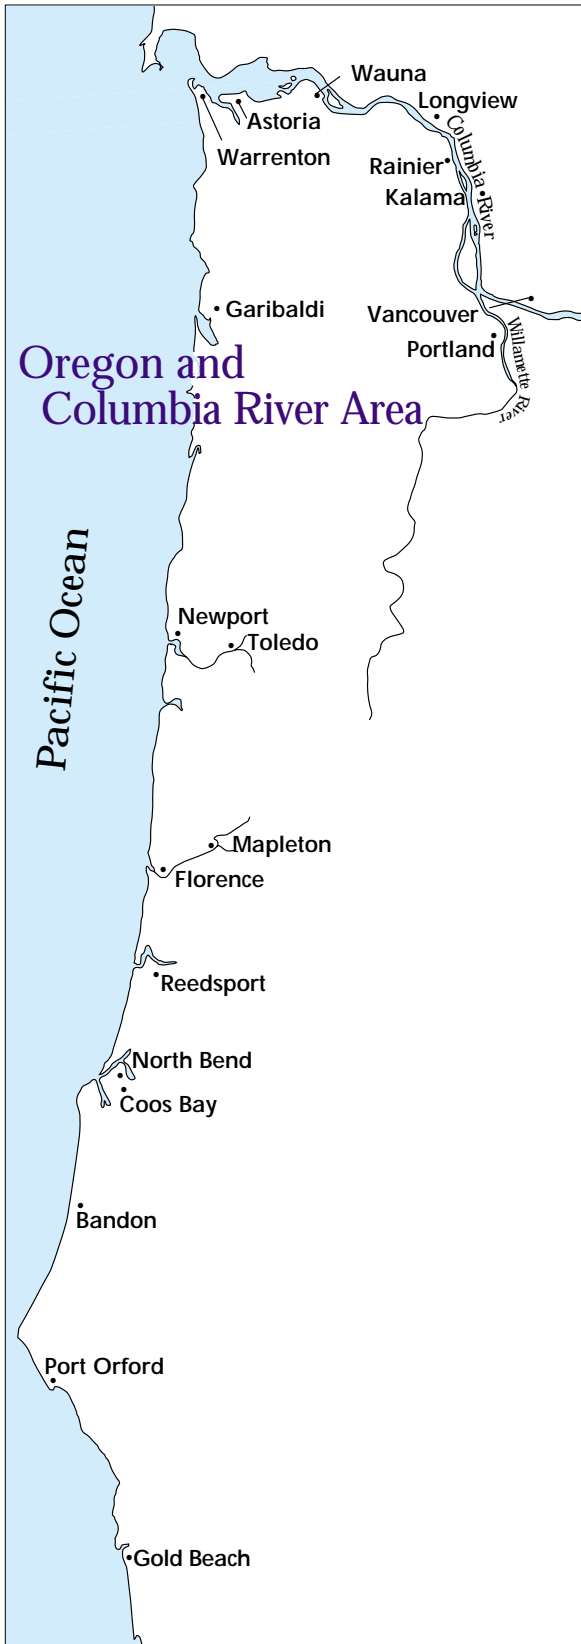 Wauna
Longview
Astoria
Warrenton
Columbia River
Rainier
Kalama
Garibaldi
Vancouver
Portland
Willamette River
Oregon and
Columbia River Area
Pacific Ocean
Newport
Toledo
Mapleton
Florence
Reedsport
North Bend
Coos Bay
Bandon
Port Orford
Gold Beach